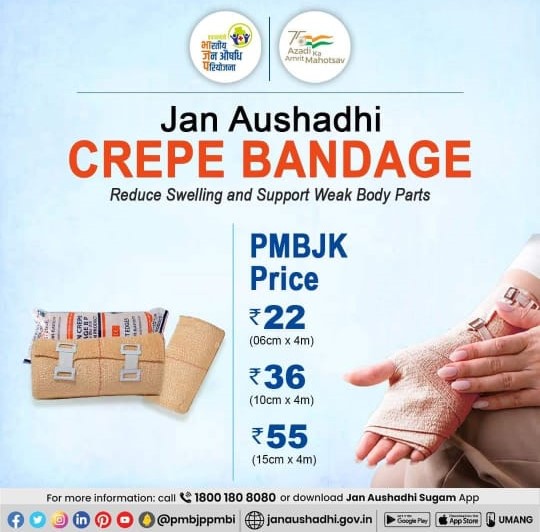 प्रधानमंत्री
भारतीय
जन औषधि
परियोजना
75
Azadi Ka
Amrit Mahotsav
Jan Aushadhi
CREPE BANDAGE
Reduce Swelling and Support Weak Body Parts
PMBJK
Price
₹22
(06cm x 4m)
₹36
(10cm x 4m)
₹55
(15cm x 4m)
For more information: call 1800 180 8080 or download Jan Aushadhi Sugam App
@pmbjppmbi
janaushadhi.gov.in
Google Play
App Store
UMANG